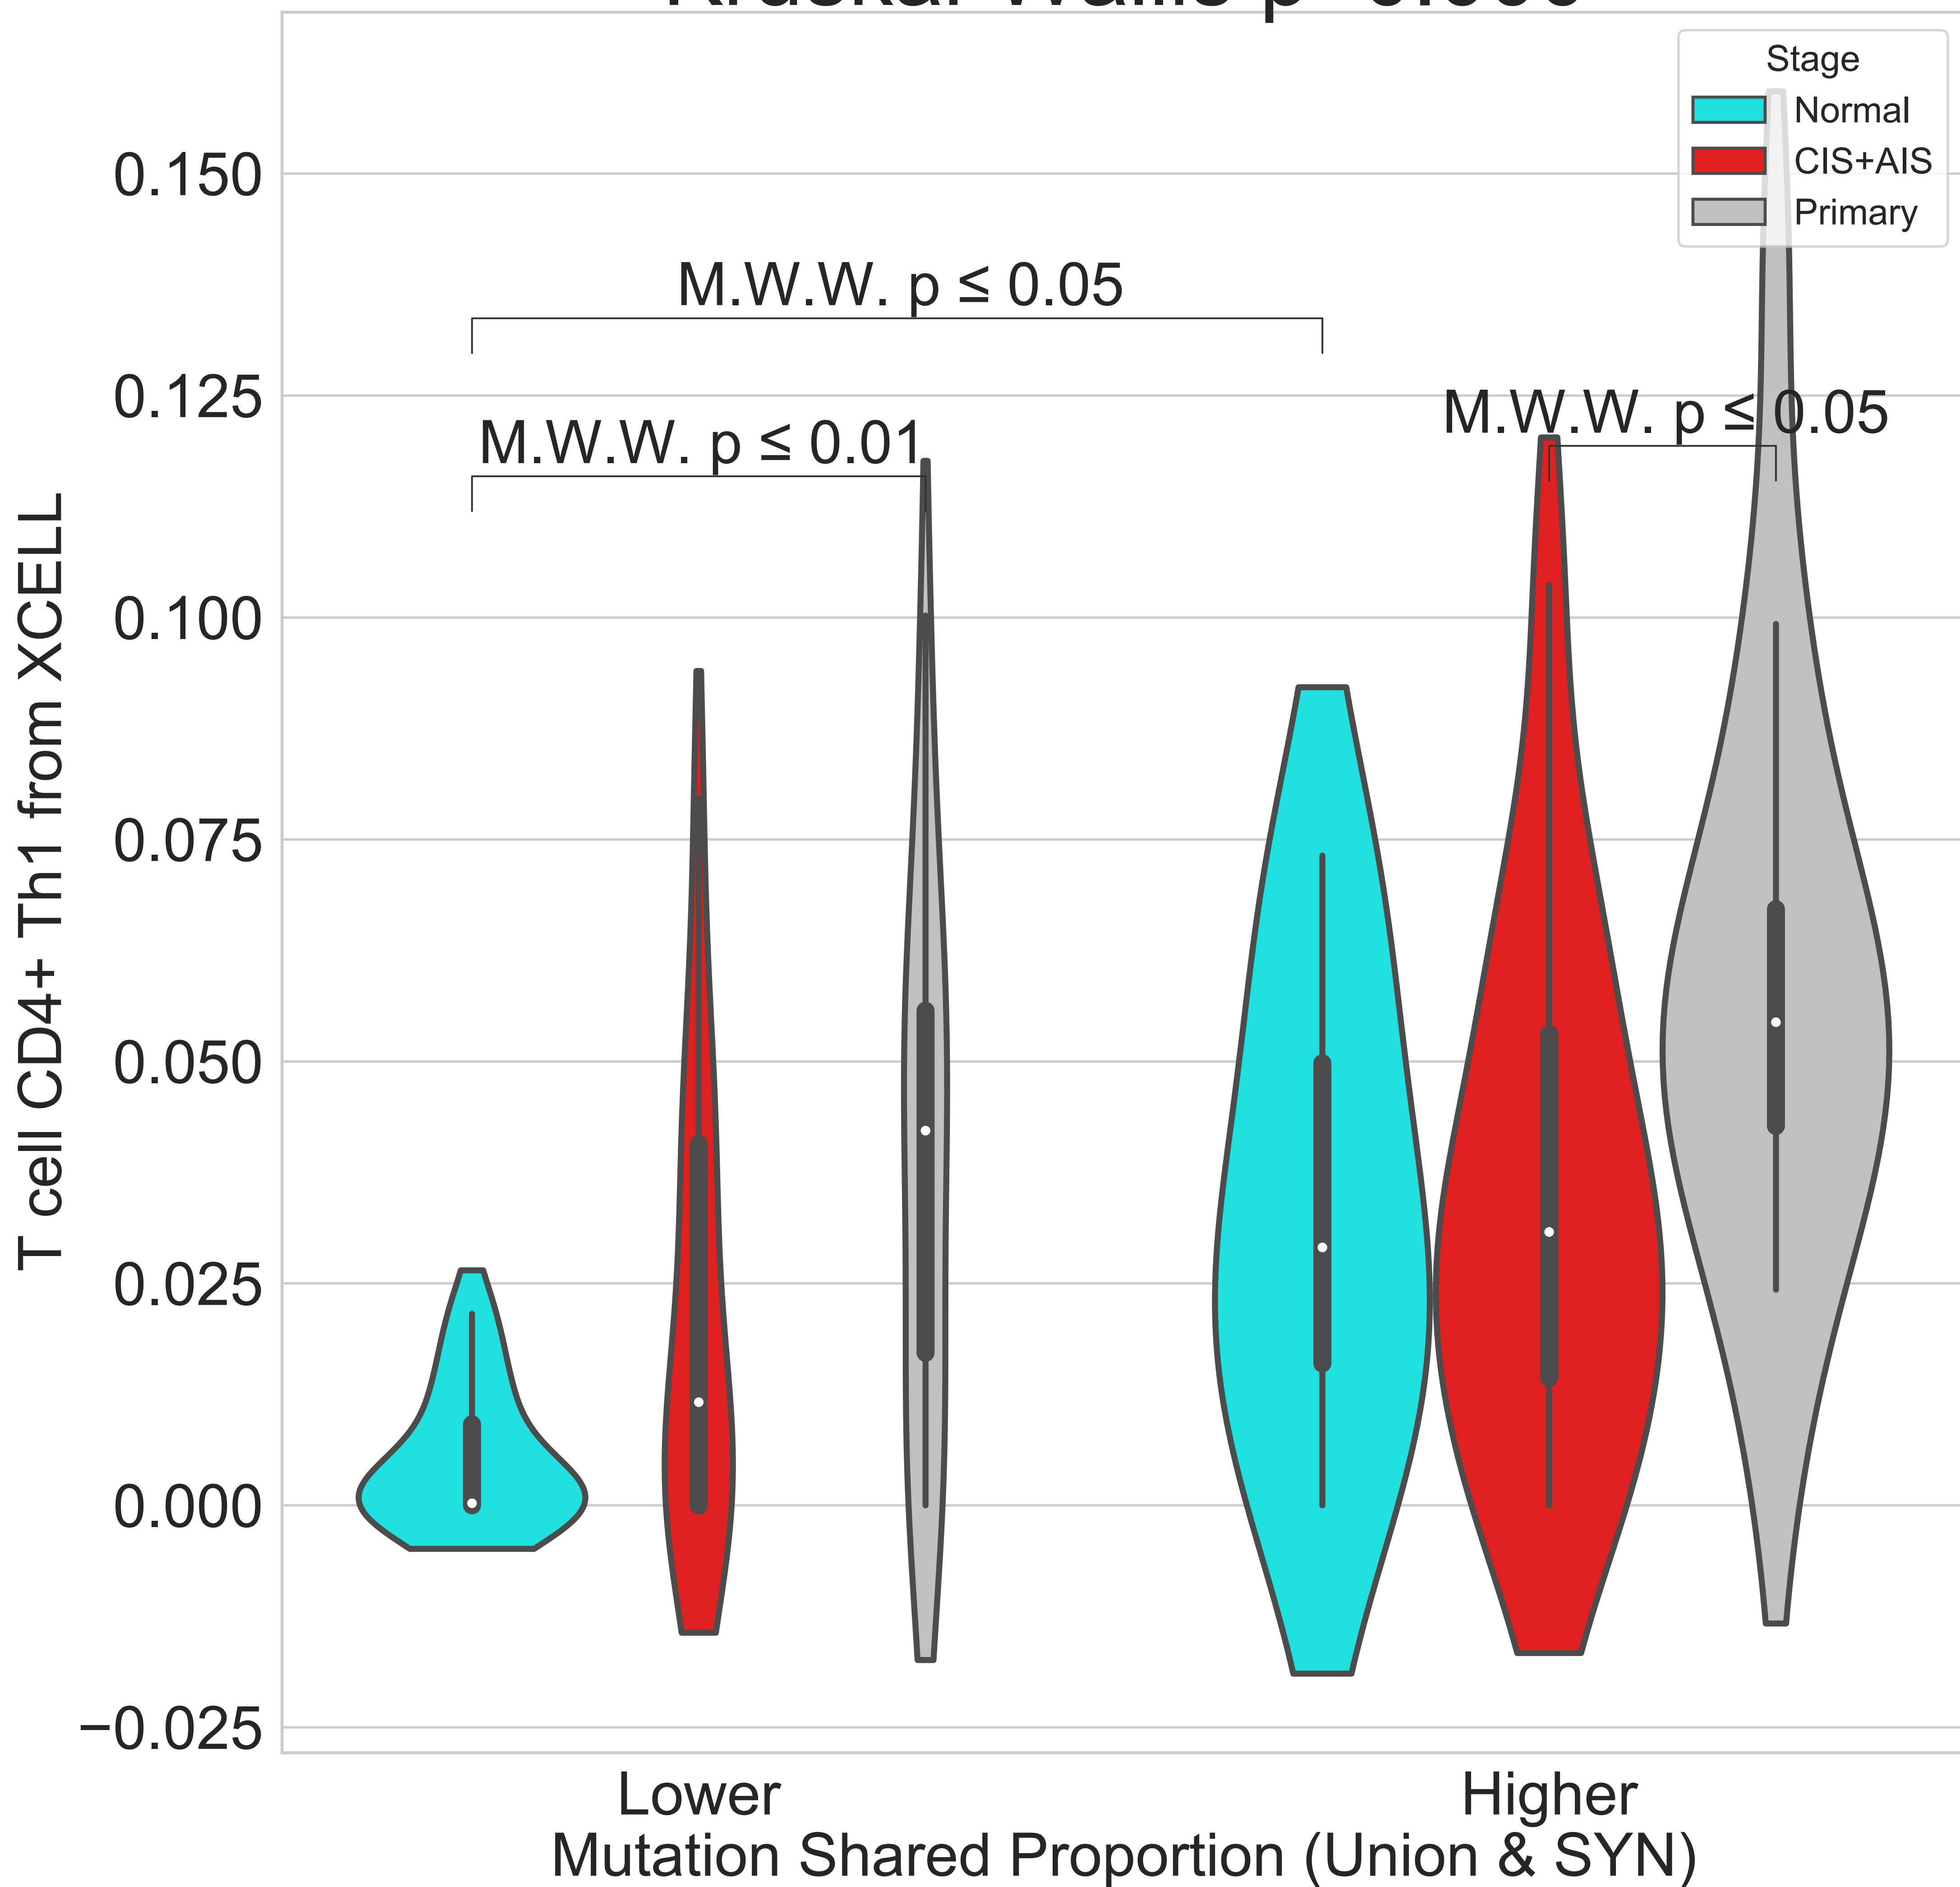 Stage
Normal
CIS+AIS
Primary
0.150
0.125
0.100
0.075
0.050
0.025
0.000
−0.025
T cell CD4+ Th1 from XCELL
M.W.W. p ≤ 0.05
M.W.W. p ≤ 0.01
M.W.W. p ≤ 0.05
Lower
Higher
Mutation Shared Proportion (Union & SYN)